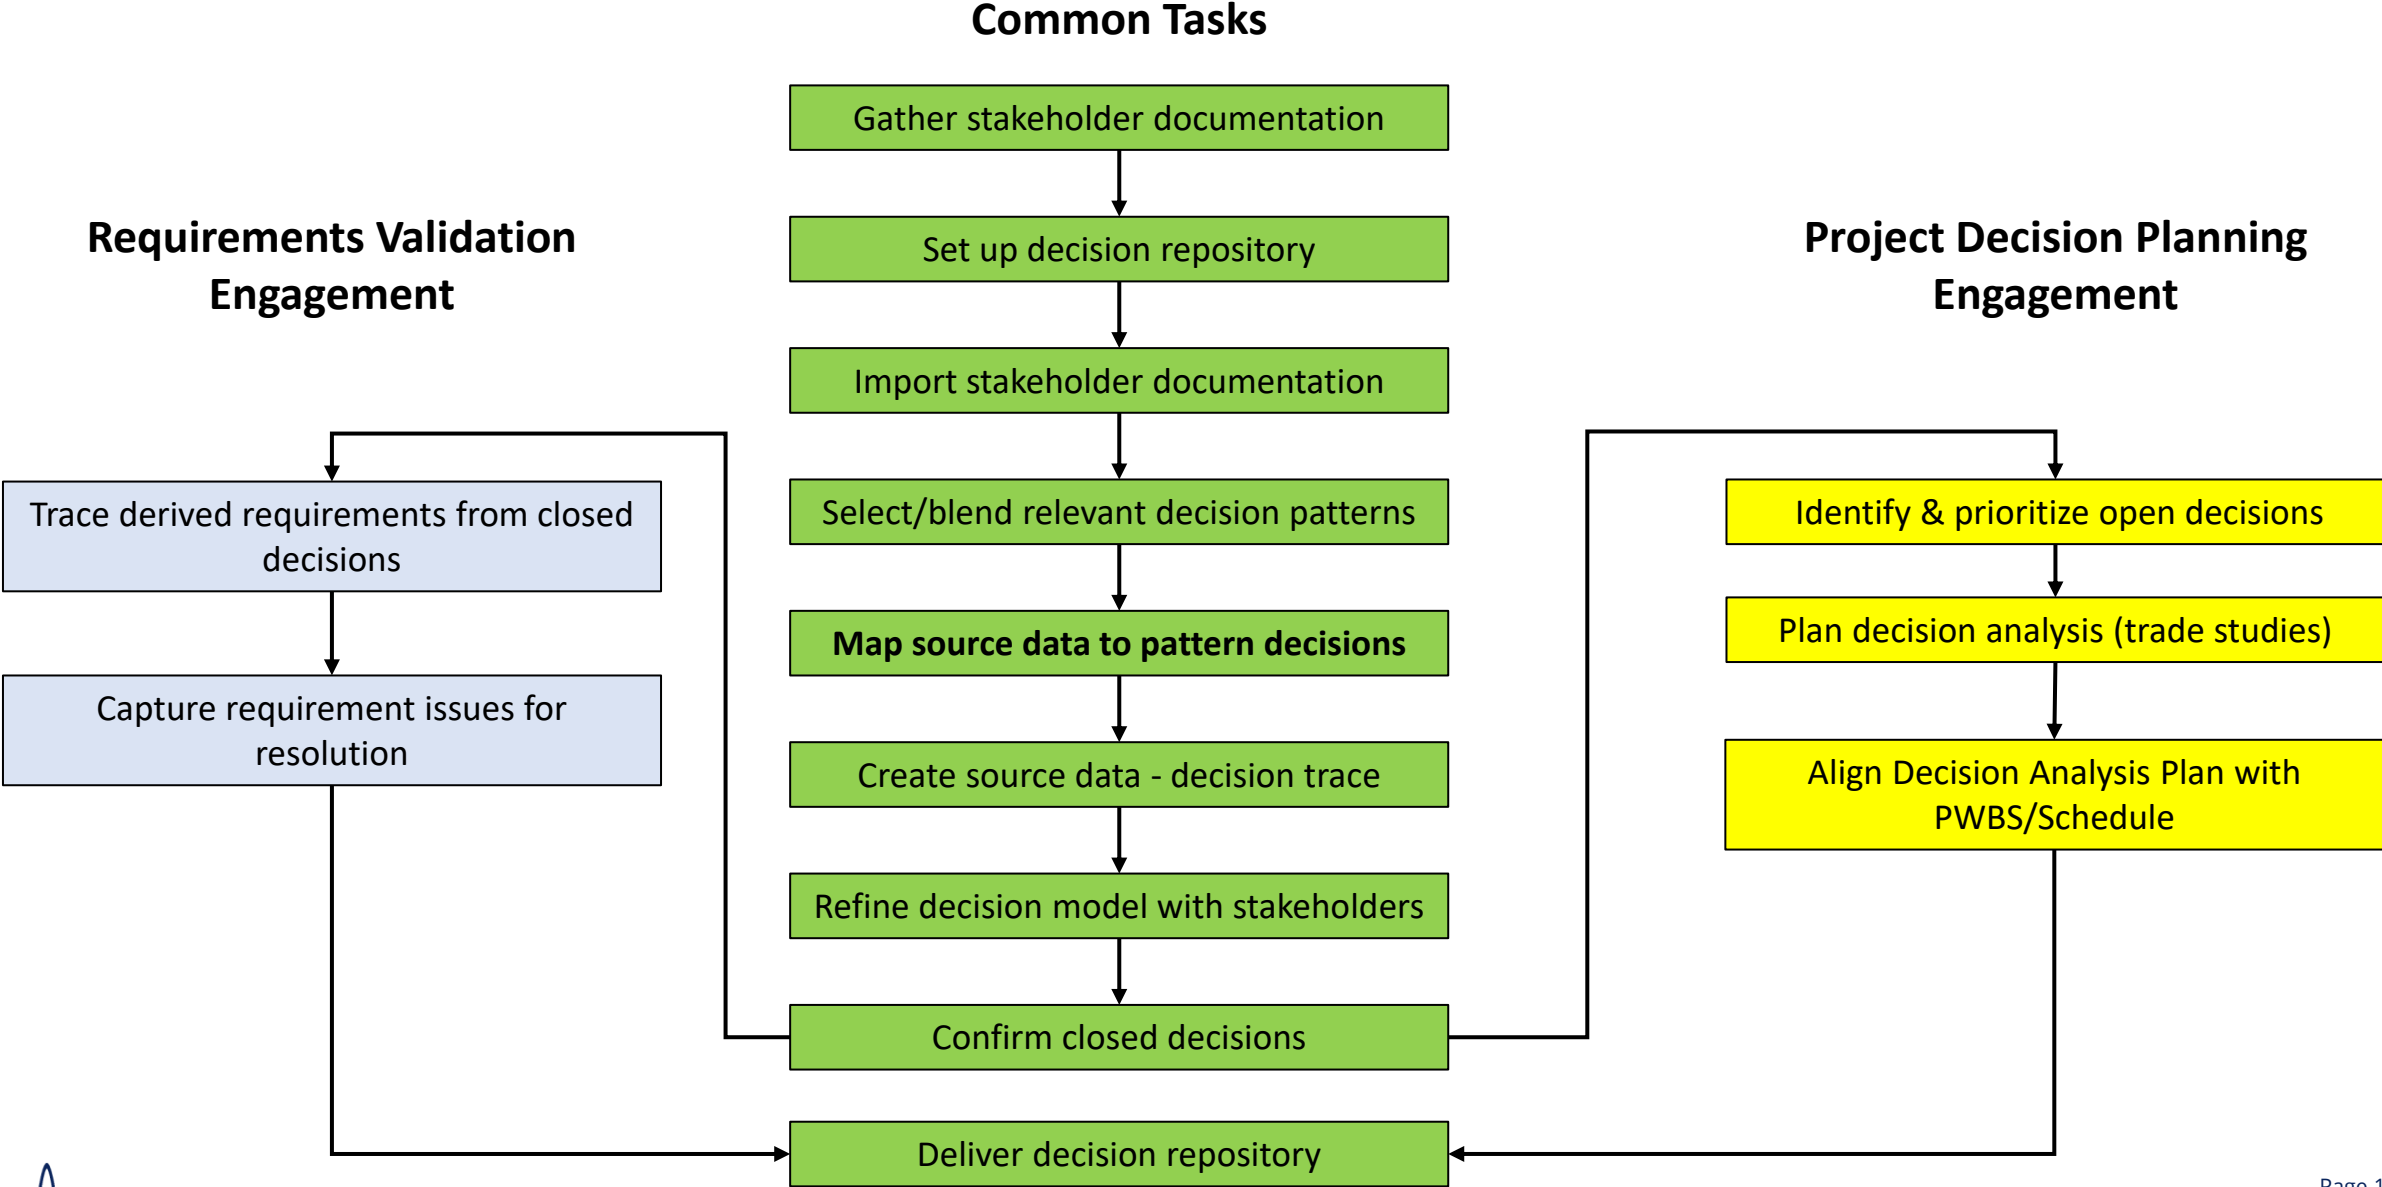 Common Tasks
Gather stakeholder documentation
Set up decision repository
Import stakeholder documentation
Select/blend relevant decision patterns
Map source data to pattern decisions
Create source data - decision trace
Refine decision model with stakeholders
Confirm closed decisions
Deliver decision repository
Requirements Validation
Engagement
Trace derived requirements from closed
decisions
Capture requirement issues for
resolution
Project Decision Planning
Engagement
Identify & prioritize open decisions
Plan decision analysis (trade studies)
Align Decision Analysis Plan with
PWBS/Schedule
Page 1